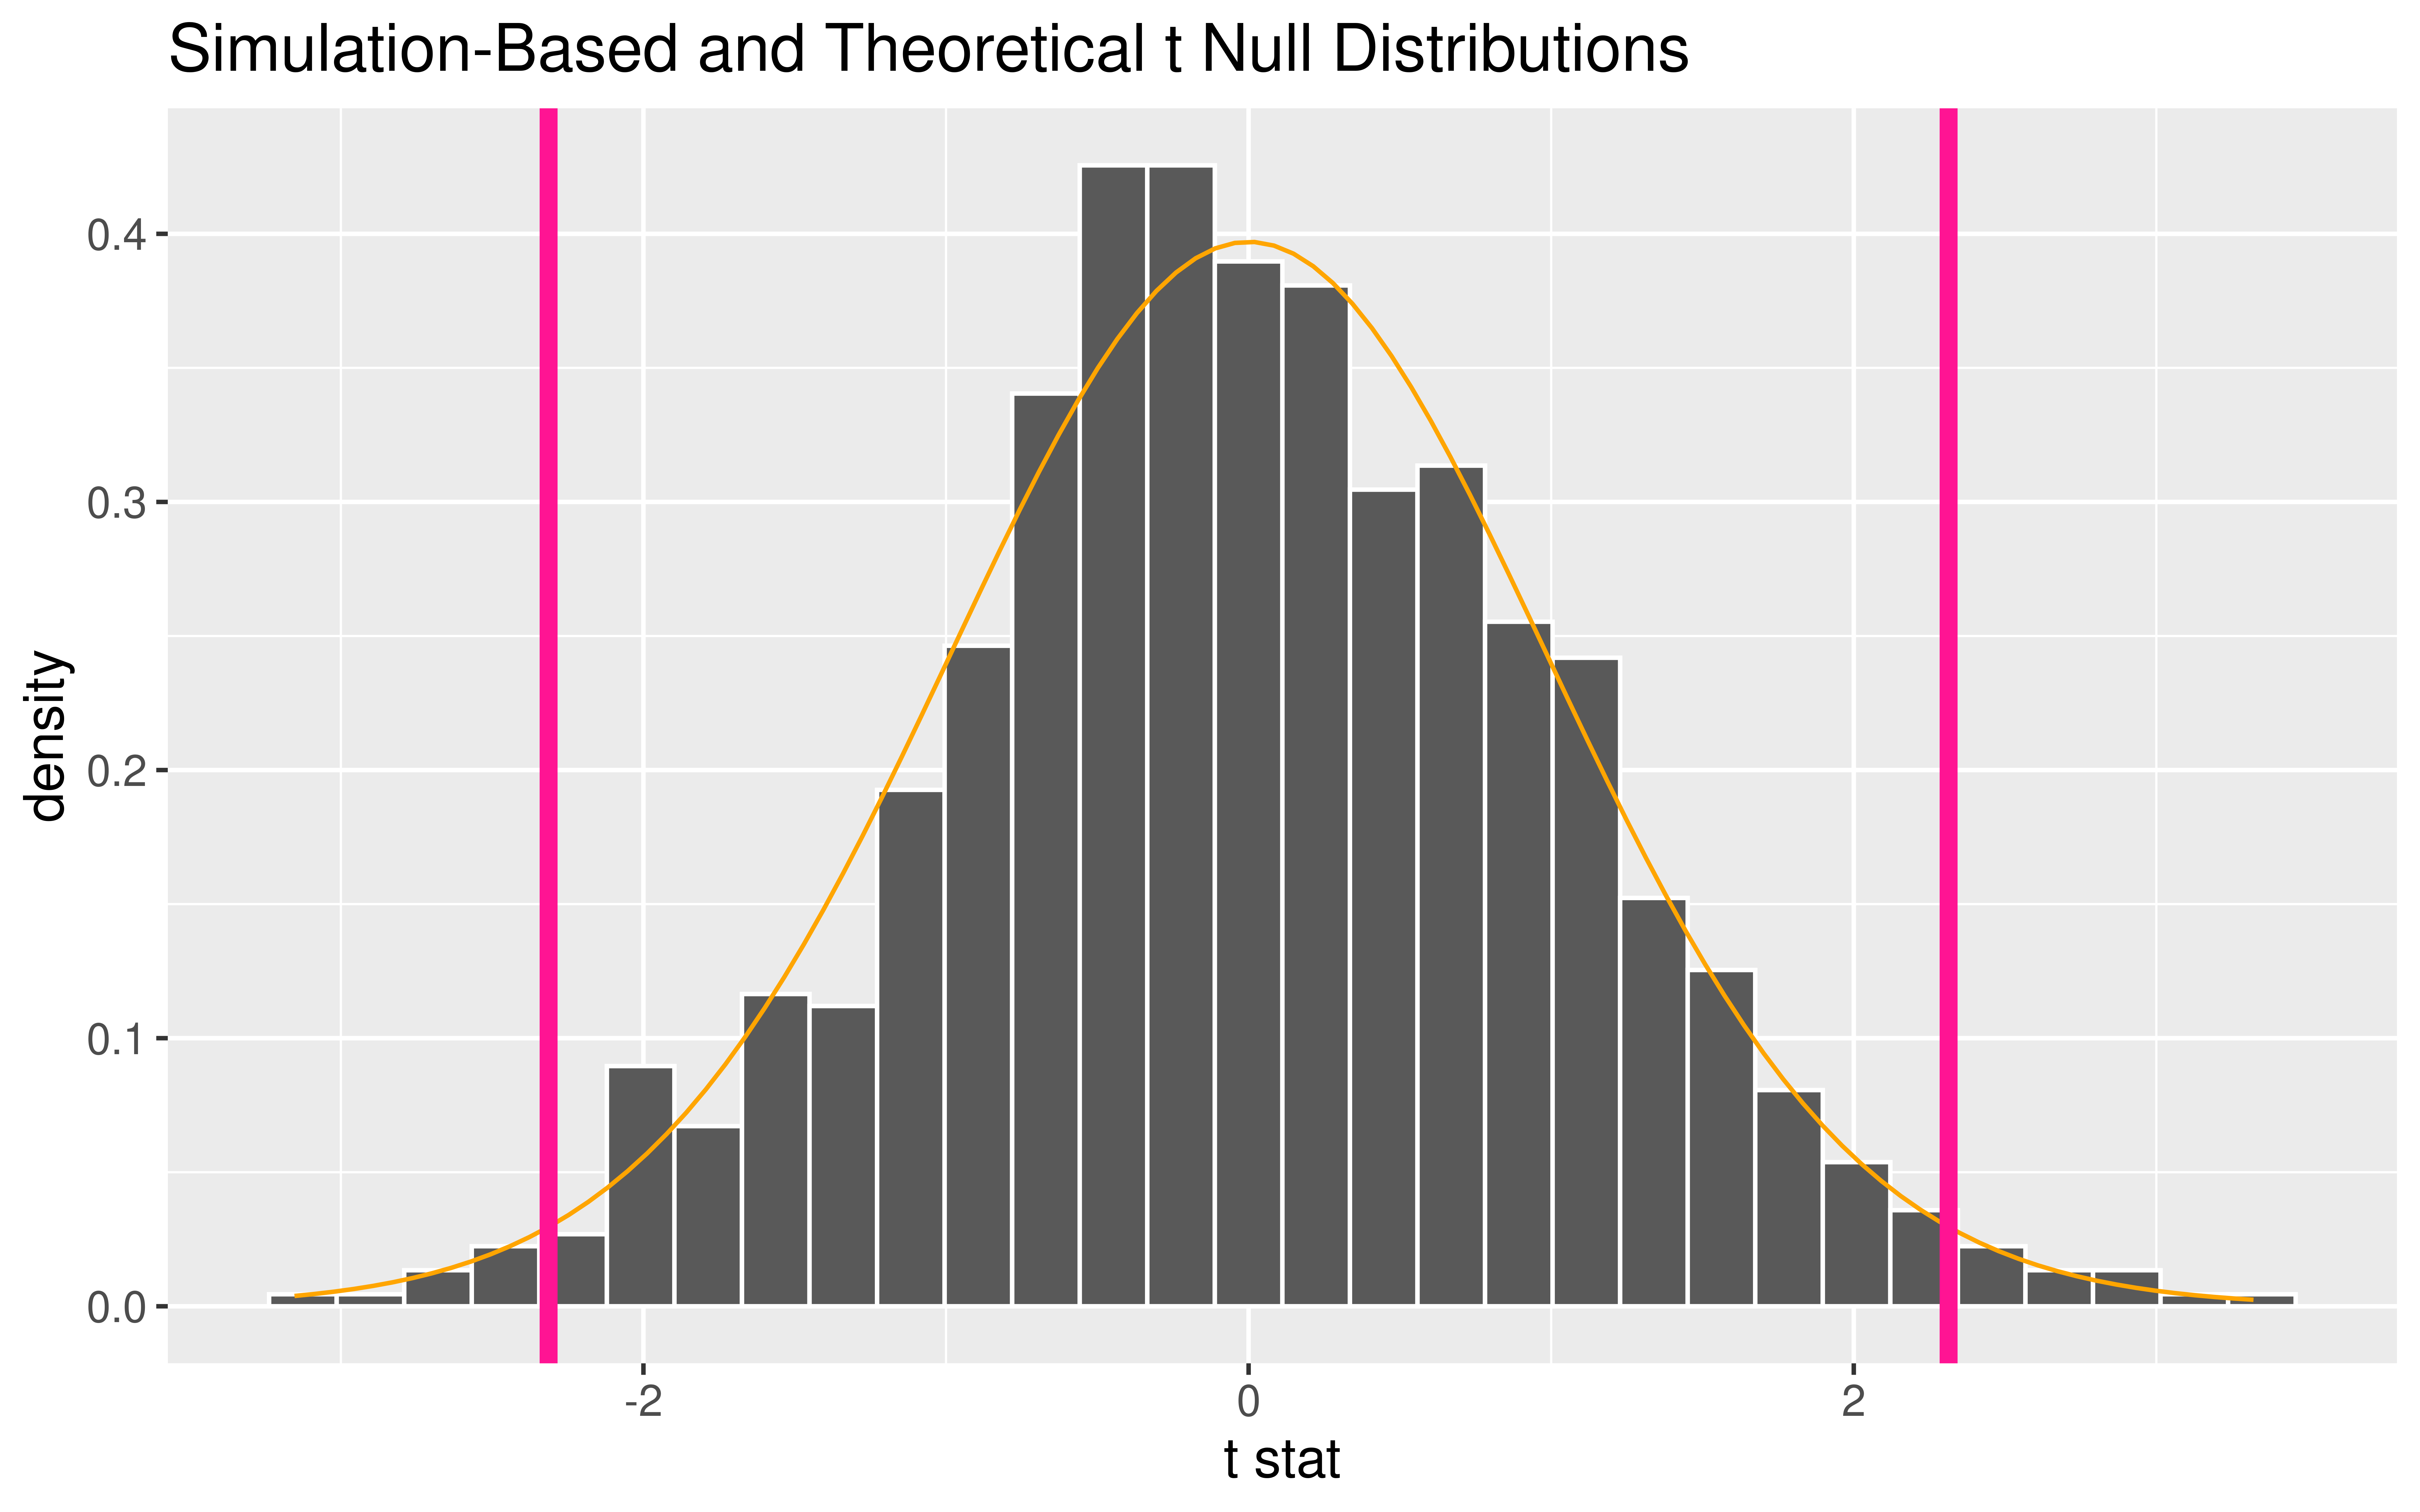 Simulation-Based and Theoretical t Null Distributions
0.4
0.3
0.2
0.1
0.0
density
-2 0 2
t stat